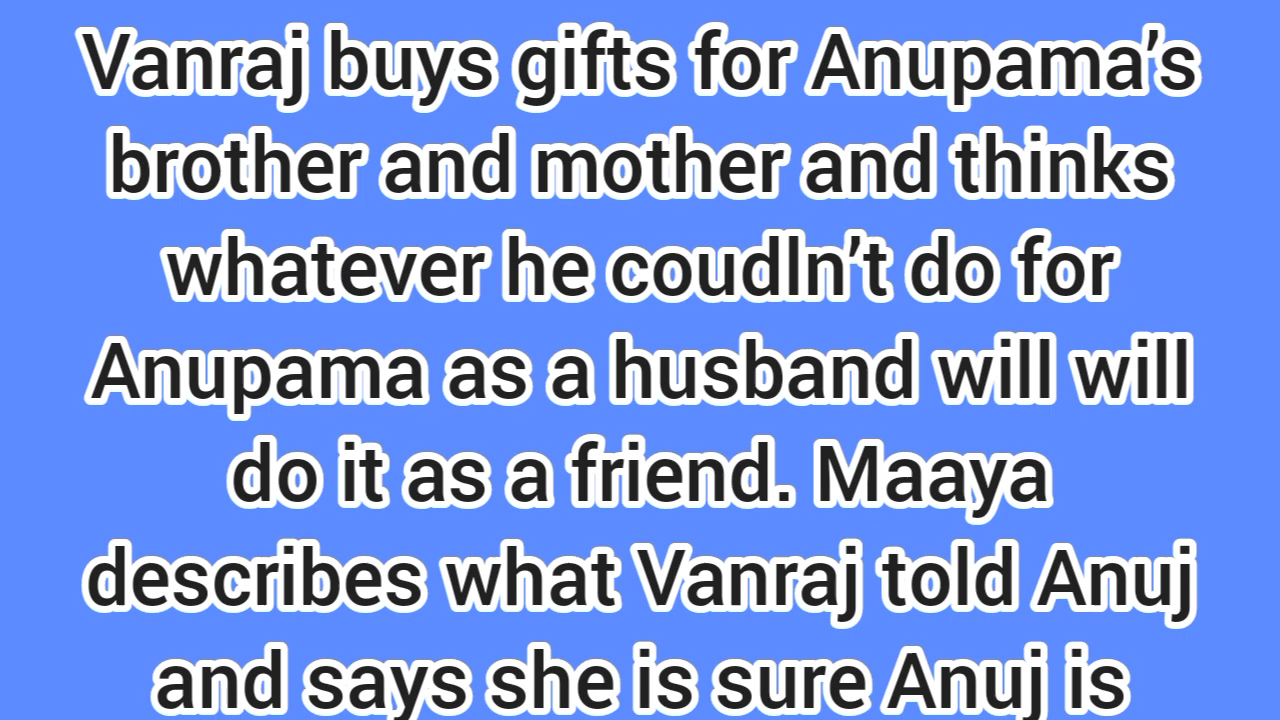 Vanraj buys gifts for Anupama’s
brother and mother and thinks
whatever he coudln’t do for
Anupama as a husband will will
do it as a friend. Maaya
describes what Vanraj told Anuj
and says she is sure Anuj is